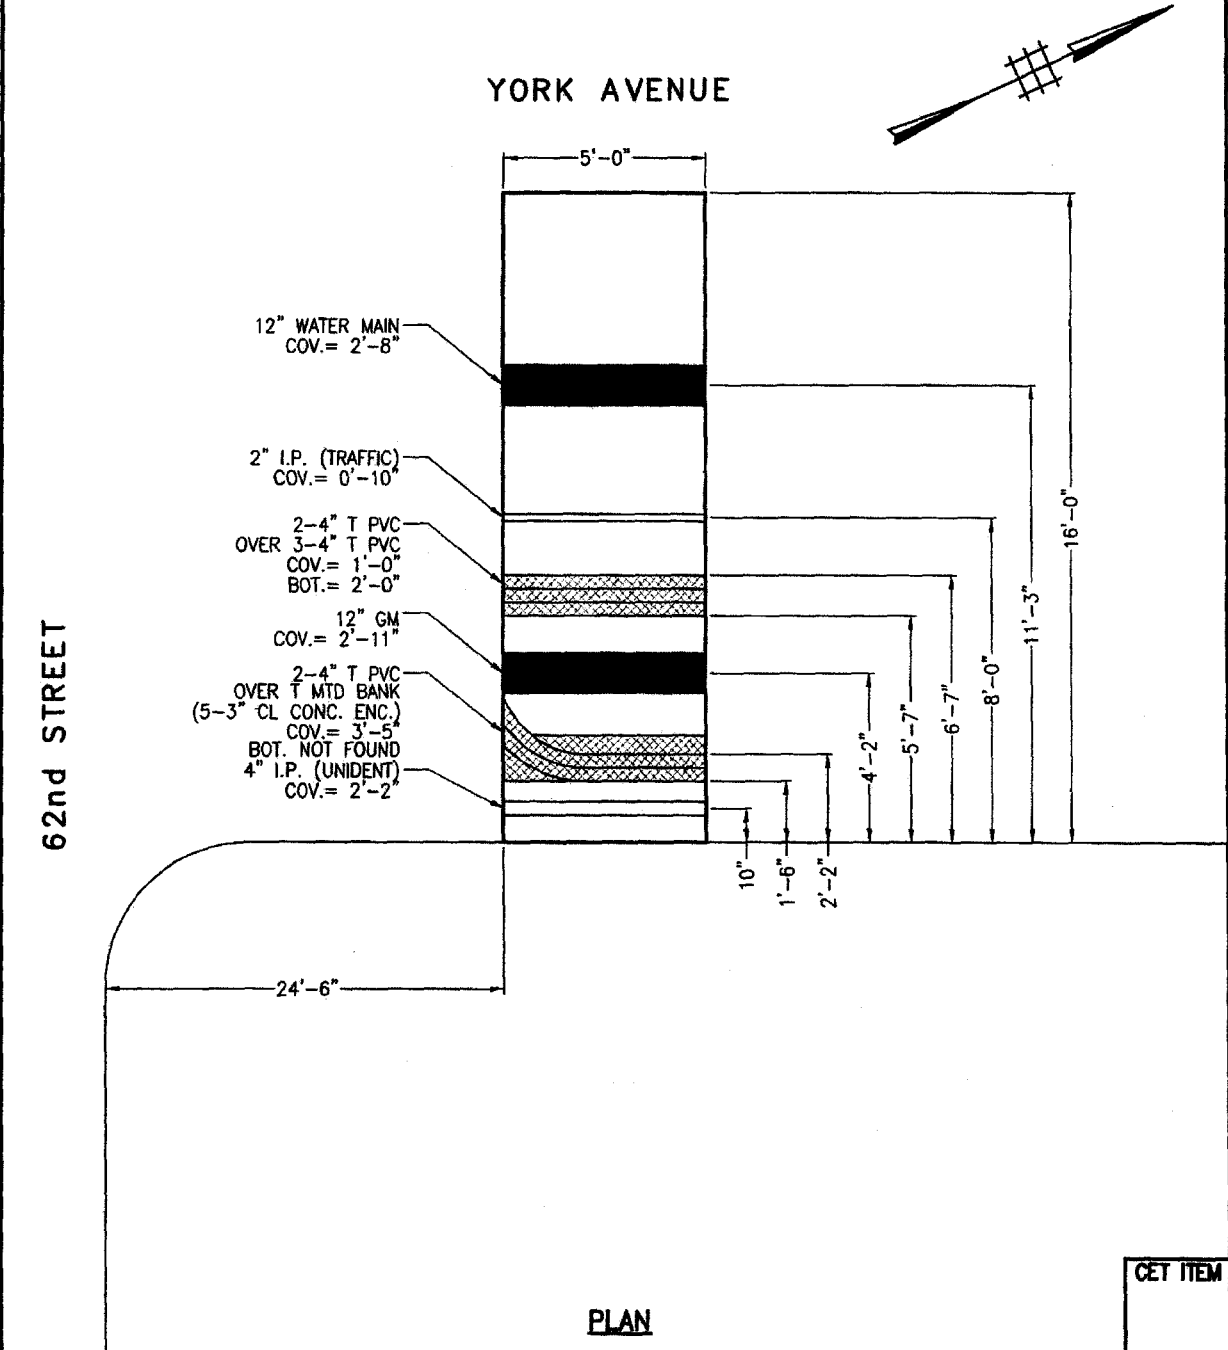 YORK AVENUE
5'-0"
12" WATER MAIN
COV.= 2'-8"
2" I.P. (TRAFFIC)
COV.= 0'-10"
2-4" T PVC
OVER 3-4" T PVC
COV.= 1'-0"
BOT.= 2'-0"
12" GM
COV.= 2'-11"
2-4" T PVC
OVER T MTD BANK
(5-3" CL CONC. ENC.)
COV.= 3'-5"
BOT. NOT FOUND
4" I.P. (UNIDENT)
COV.= 2'-2"
62nd STREET
10"
1'-6"
2'-2"
4'-2"
5'-7"
6'-7"
8'-0"
11'-3"
16'-0"
24'-6"
PLAN
CET ITEM